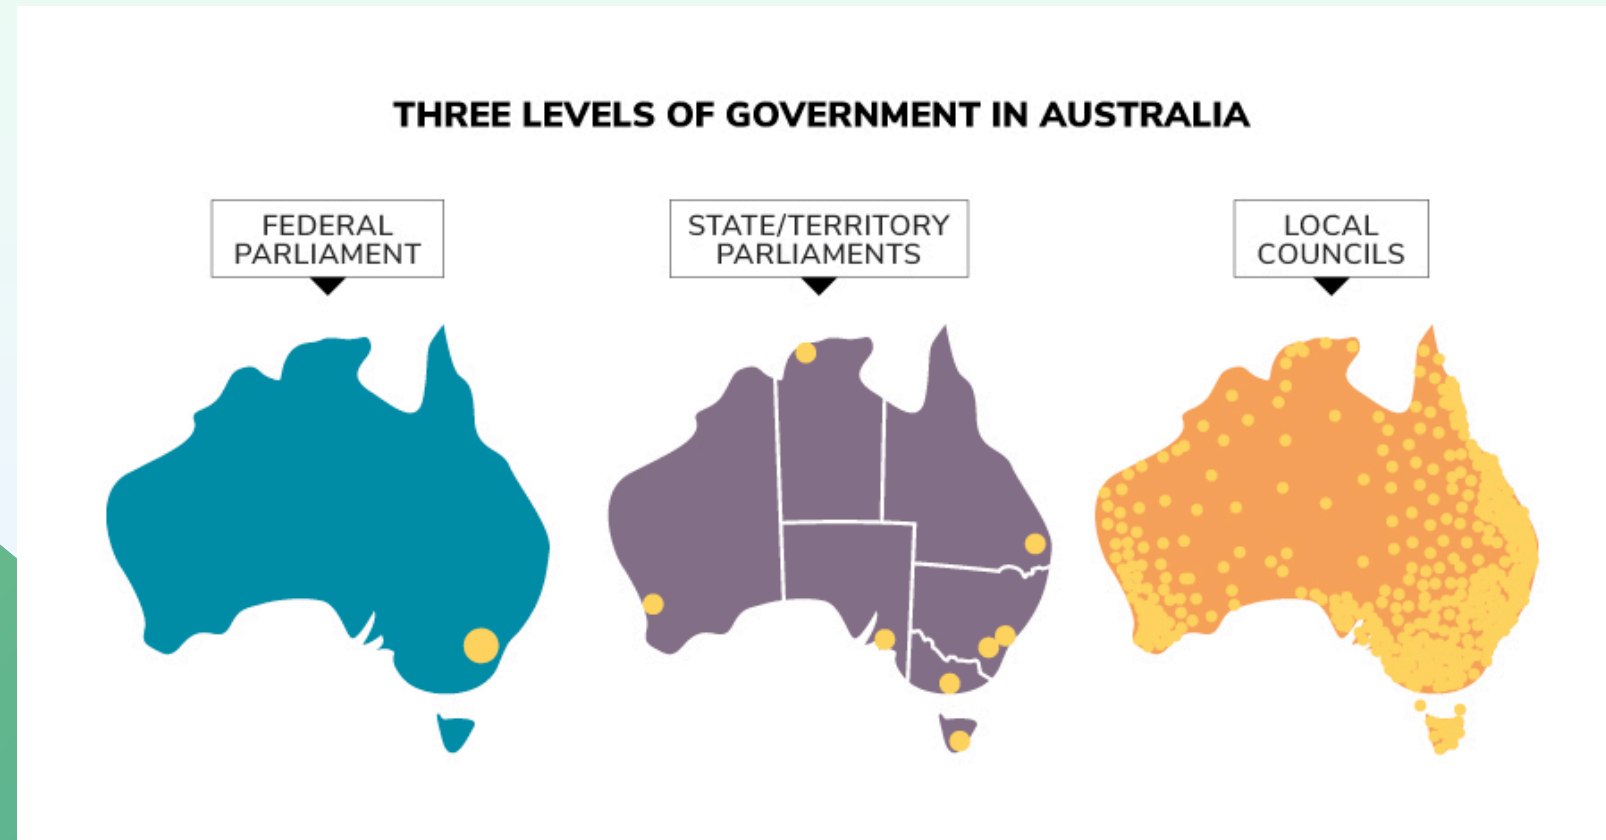 THREE LEVELS OF GOVERNMENT IN AUSTRALIA
FEDERAL
PARLIAMENT
STATE/TERRITORY
PARLIAMENTS
LOCAL
COUNCILS